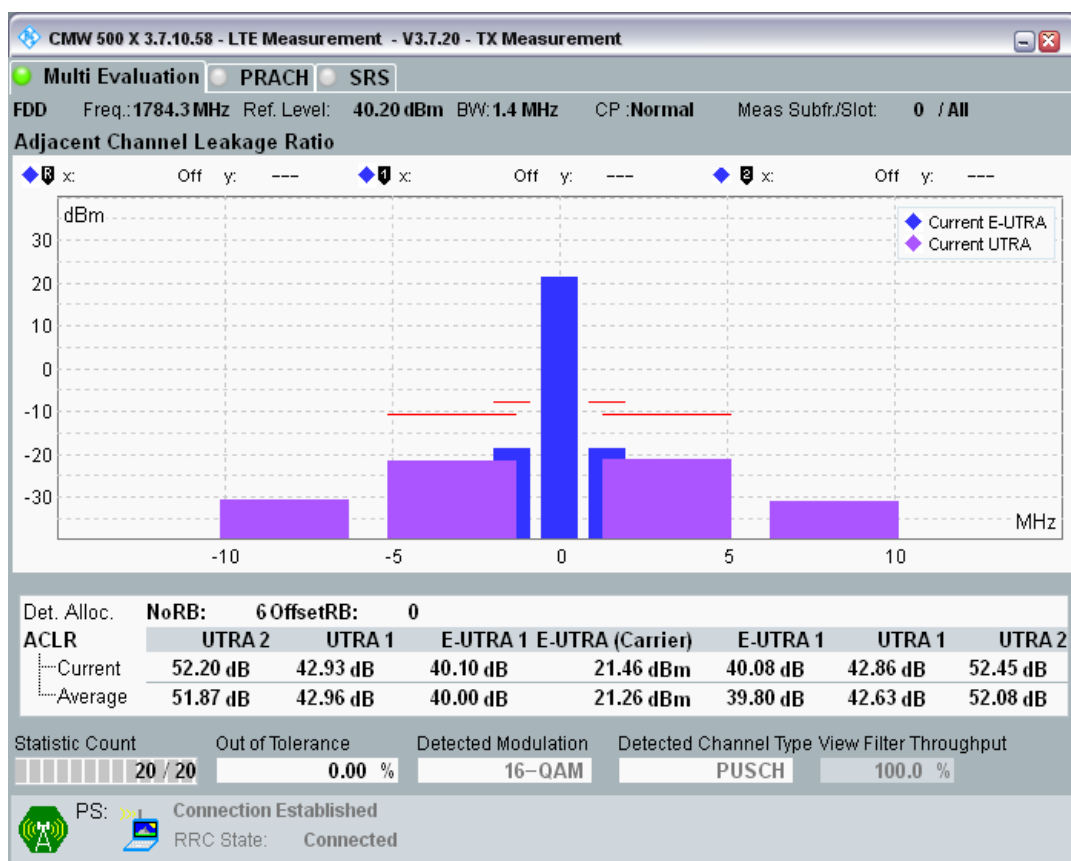 CMW 500 X 3.7.10.58 - LTE Measurement - V3.7.20 - TX Measurement
Multi Evaluation PRACH SRS
FDD Freq.: 1784.3 MHz Ref. Level: 40.20 dBm BW: 1.4 MHz CP :Normal Meas Subfr./Slot: 0 / All
Adjacent Channel Leakage Ratio
R x: Off y: --- 1 x: Off y: --- 2 x: Off y: ---
dBm
Current E-UTRA
Current UTRA
30
20
10
0
-10
-20
-30
MHz
-10 -5 0 5 10
Det. Alloc. NoRB: 6 OffsetRB: 0
ACLR UTRA 2 UTRA 1 E-UTRA 1 E-UTRA (Carrier) E-UTRA 1 UTRA 1 UTRA 2
Current 52.20 dB 42.93 dB 40.10 dB 21.46 dBm 40.08 dB 42.86 dB 52.45 dB
Average 51.87 dB 42.96 dB 40.00 dB 21.26 dBm 39.80 dB 42.63 dB 52.08 dB
Statistic Count Out of Tolerance Detected Modulation Detected Channel Type View Filter Throughput
20 / 20 0.00 % 16-QAM PUSCH 100.0 %
PS: Connection Established
RRC State: Connected